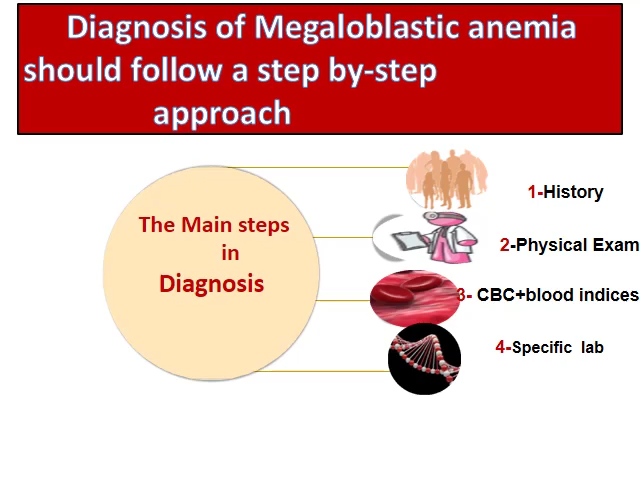 Diagnosis of Megaloblastic anemia
should follow a step by-step
approach
The Main steps
in
Diagnosis
1-History
2-Physical Exam
3- CBC+blood indices
4-Specific lab